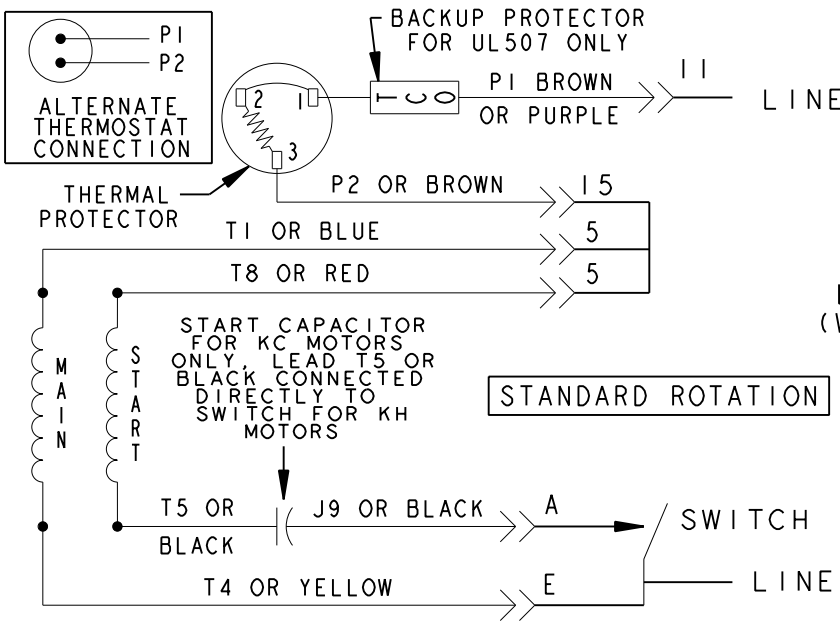 BACKUP PROTECTOR
FOR UL507 ONLY
P1
P2
ALTERNATE
THERMOSTAT
CONNECTION
2
1
3
TCO
P1 BROWN
OR PURPLE
11
LINE
THERMAL
PROTECTOR
P2 OR BROWN
15
T1 OR BLUE
5
T8 OR RED
5
START CAPACITOR
FOR KC MOTORS
ONLY, LEAD T5 OR
BLACK CONNECTED
DIRECTLY TO
SWITCH FOR KH
MOTORS
MAIN
START
STANDARD ROTATION
T5 OR
BLACK
J9 OR BLACK
A
SWITCH
T4 OR YELLOW
E
LINE